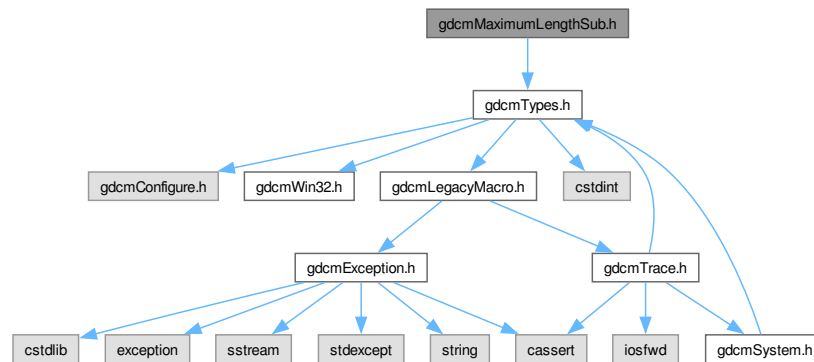 gdcmMaximumLengthSub.h
gdcmTypes.h
gdcmConfigure.h
gdcmWin32.h
gdcmLegacyMacro.h
cstdint
gdcmException.h
gdcmTrace.h
cstdlib
exception
sstream
stdexcept
string
cassert
iosfwd
gdcmSystem.h